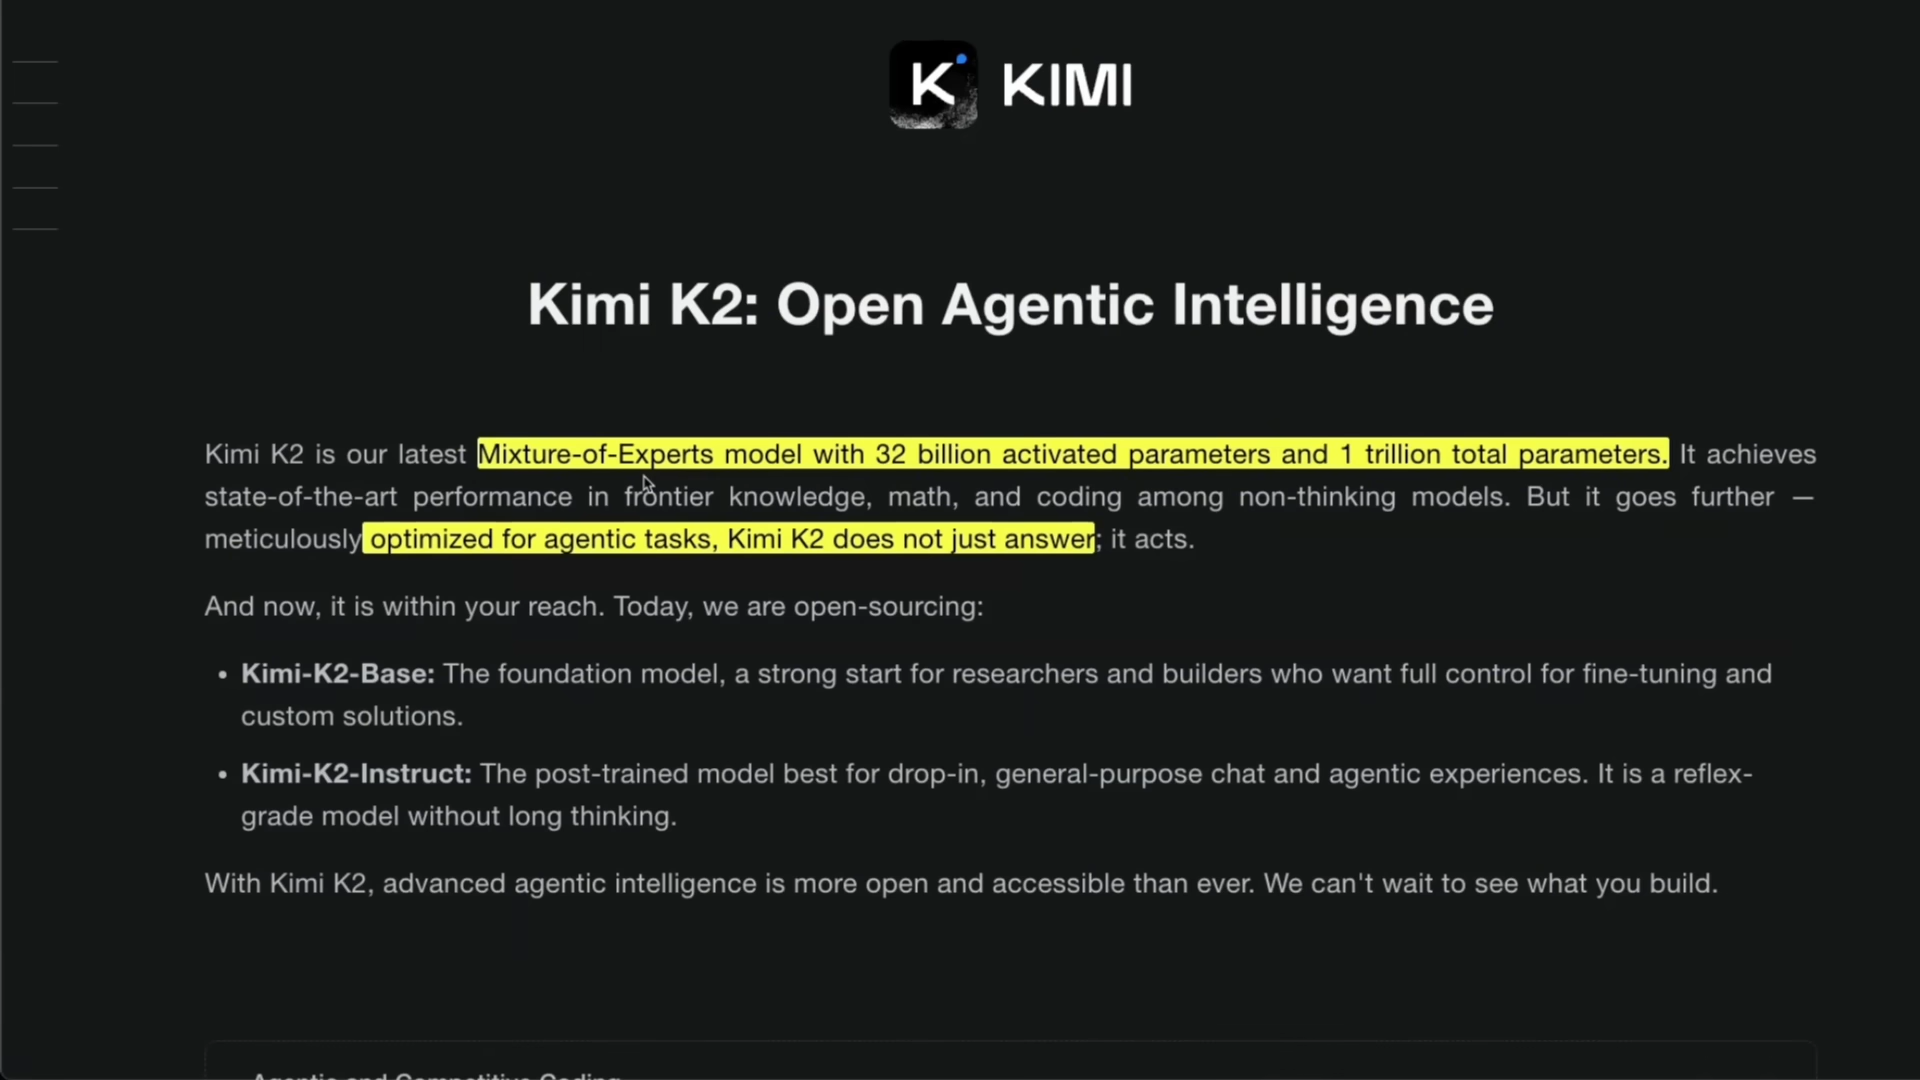 K KIMI
Kimi K2: Open Agentic Intelligence
Kimi K2 is our latest Mixture-of-Experts model with 32 billion activated parameters and 1 trillion total parameters. It achieves
state-of-the-art performance in frontier knowledge, math, and coding among non-thinking models. But it goes further —
meticulously optimized for agentic tasks, Kimi K2 does not just answer; it acts.
And now, it is within your reach. Today, we are open-sourcing:
• Kimi-K2-Base: The foundation model, a strong start for researchers and builders who want full control for fine-tuning and
custom solutions.
• Kimi-K2-Instruct: The post-trained model best for drop-in, general-purpose chat and agentic experiences. It is a reflex-
grade model without long thinking.
With Kimi K2, advanced agentic intelligence is more open and accessible than ever. We can't wait to see what you build.
Agentic and Competitive Coding